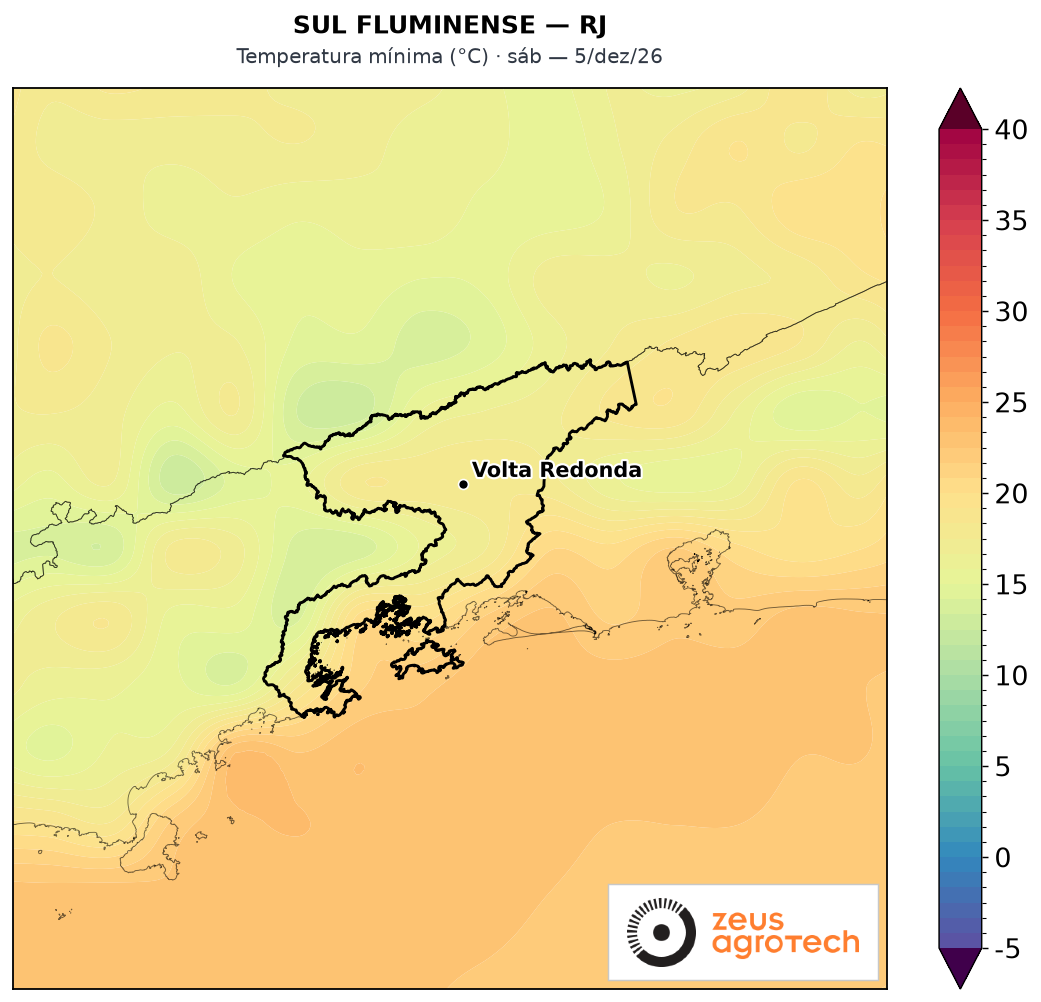 SUL FLUMINENSE — RJ
Temperatura mínima (°C) · sáb — 5/dez/26
40
35
30
25
20
15
10
5
0
-5
Volta Redonda
zeus
agrotech